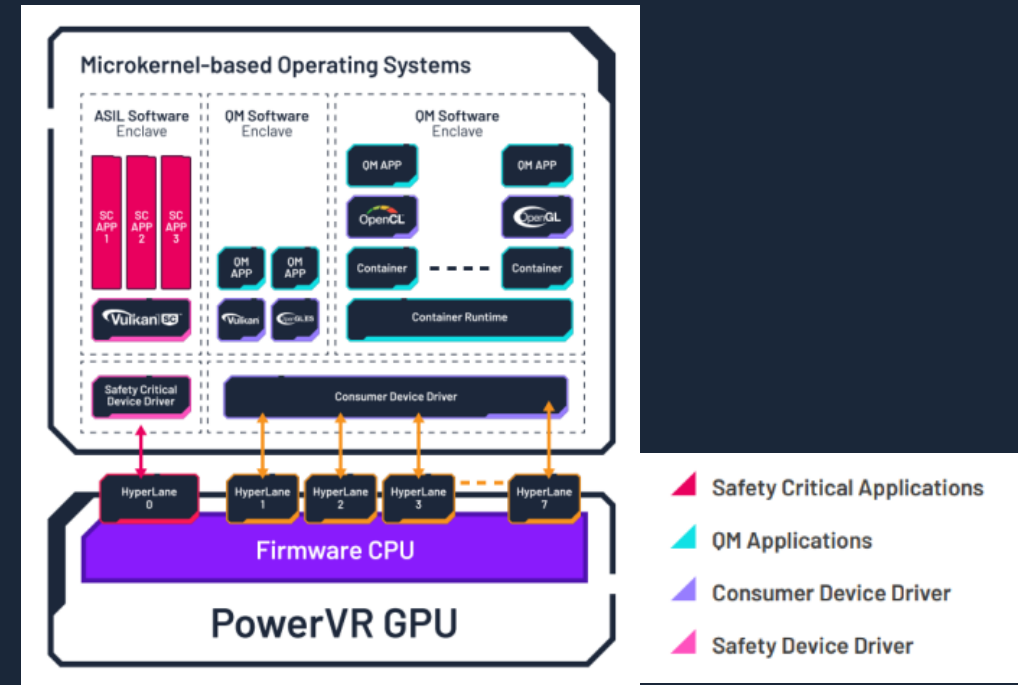 Microkernel-based Operating Systems
ASIL Software
Enclave
QM Software
Enclave
QM Software
Enclave
SC
APP
1
SC
APP
2
SC
APP
3
QM
APP
QM
APP
QM APP
QM APP
OpenCL
OpenGL
Container
Container
Vulkan SC
Vulkan
OpenGL ES
Container Runtime
Safety Critical
Device Driver
Consumer Device Driver
HyperLane
0
HyperLane
1
HyperLane
2
HyperLane
3
HyperLane
7
Firmware CPU
PowerVR GPU
Safety Critical Applications
QM Applications
Consumer Device Driver
Safety Device Driver